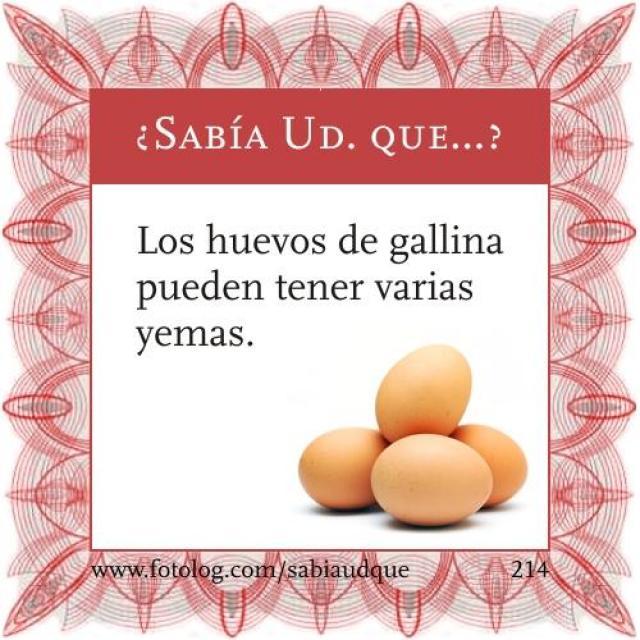 ¿Sabía Ud. que...?
Los huevos de gallina
pueden tener varias
yemas.
www.fotolog.com/sabiaudque 214